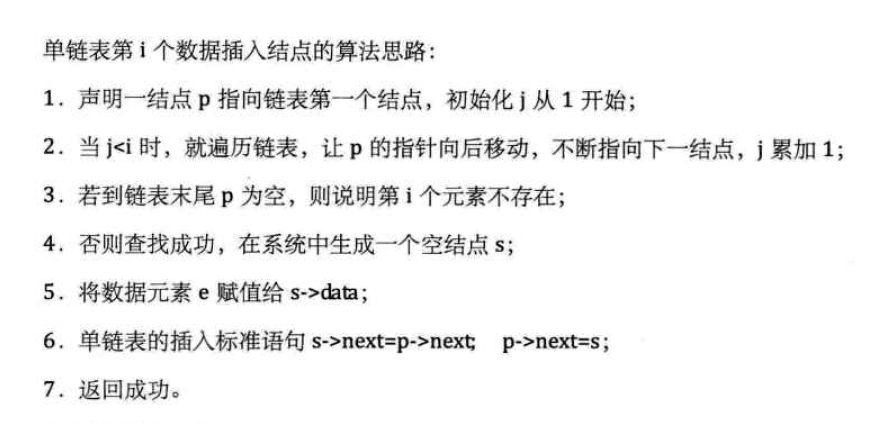 单链表第 i 个数据插入结点的算法思路：
1. 声明一结点 p 指向链表第一个结点，初始化 j 从 1 开始；
2. 当 j<i 时，就遍历链表，让 p 的指针向后移动，不断指向下一结点，j 累加 1；
3. 若到链表末尾 p 为空，则说明第 i 个元素不存在；
4. 否则查找成功，在系统中生成一个空结点 s；
5. 将数据元素 e 赋值给 s->data；
6. 单链表的插入标准语句 s->next=p->next; p->next=s；
7. 返回成功。